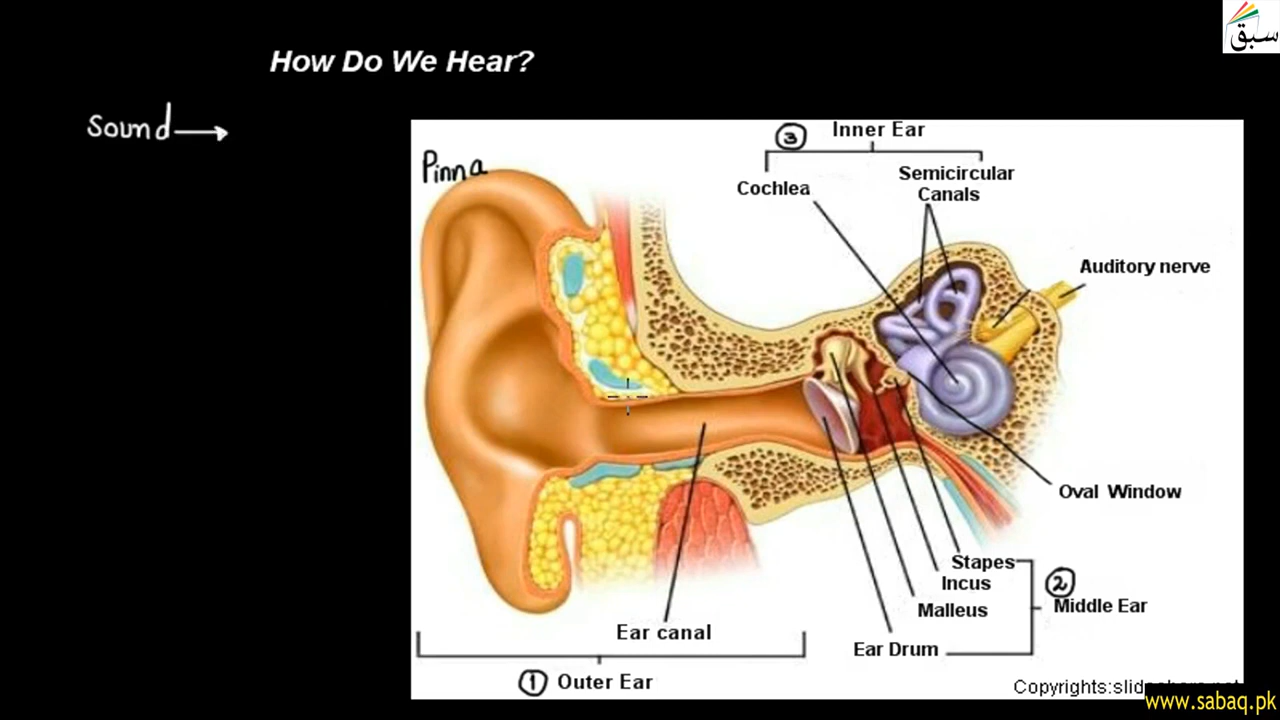 سبق
How Do We Hear?
Sound
Pinna
3 Inner Ear
Cochlea
Semicircular
Canals
Auditory nerve
Oval Window
Stapes
Incus
2
Malleus
Middle Ear
Ear canal
Ear Drum
1 Outer Ear
www.sabaq.pk